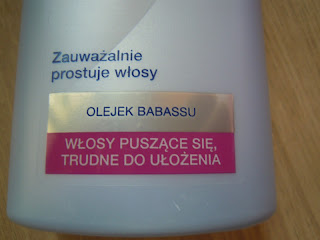 Zauważalnie
prostuje włosy
OLEJEK BABASSU
WŁOSY PUSZĄCE SIĘ,
TRUDNE DO UŁOŻENIA